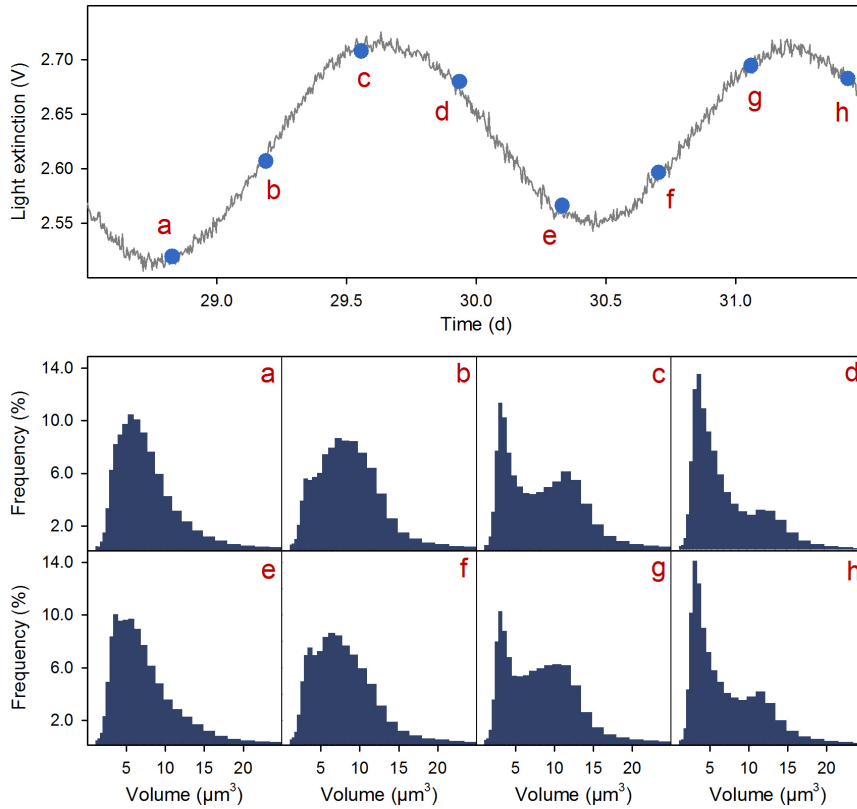 Light extinction (V)
2.70
2.65
2.60
2.55
a
b
c
d
e
f
g
h
29.0 29.5 30.0 30.5 31.0
Time (d)
Frequency (%)
14.0
10.0
6.0
2.0
a b c d
Frequency (%)
14.0
10.0
6.0
2.0
e f g h
5 10 15 20 5 10 15 20 5 10 15 20 5 10 15 20
Volume (µm³) Volume (µm³) Volume (µm³) Volume (µm³)